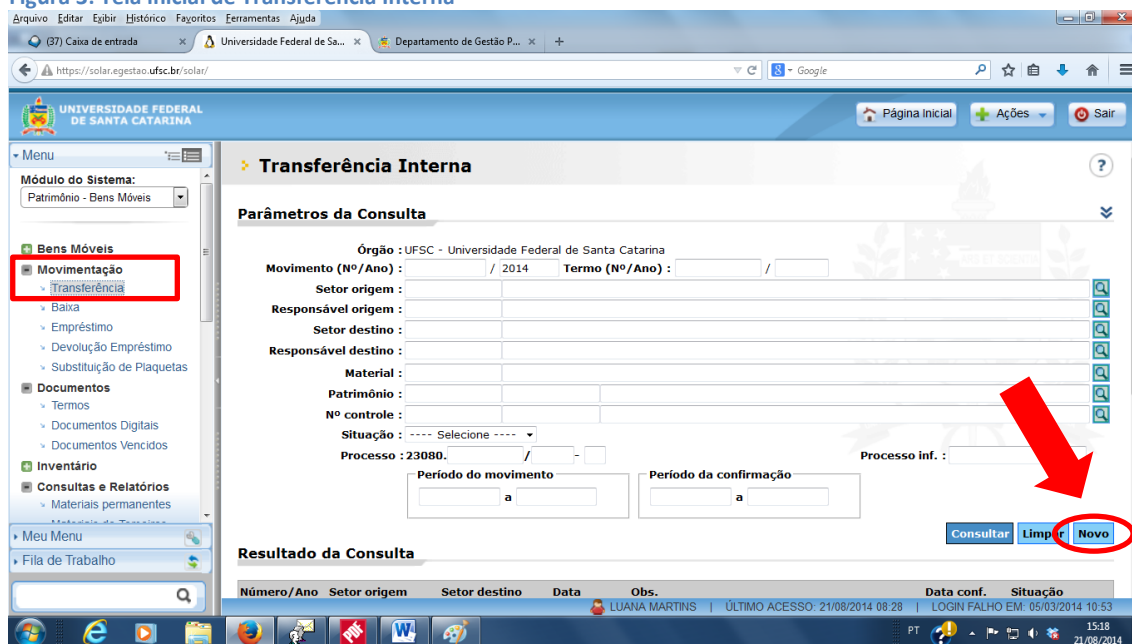 Figura 3: Tela Inicial de Transferência Interna
Arquivo Editar Exibir Histórico Favoritos Ferramentas Ajuda
(37) Caixa de entrada × Universidade Federal de Sa... × Departamento de Gestão P... × +
https://solar.egestao.ufsc.br/solar/ Google
UNIVERSIDADE FEDERAL
DE SANTA CATARINA
Página Inicial Ações Sair
Menu
Módulo do Sistema:
Patrimônio - Bens Móveis
Bens Móveis
Movimentação
Transferência
Baixa
Empréstimo
Devolução Empréstimo
Substituição de Plaquetas
Documentos
Termos
Documentos Digitais
Documentos Vencidos
Inventário
Consultas e Relatórios
Materiais permanentes
Meu Menu
Fila de Trabalho
Transferência Interna ?
Parâmetros da Consulta
Órgão : UFSC - Universidade Federal de Santa Catarina
Movimento (Nº/Ano) : / 2014 Termo (Nº/Ano) : /
Setor origem :
Responsável origem :
Setor destino :
Responsável destino :
Material :
Patrimônio :
Nº controle :
Situação : ---- Selecione ----
Processo : 23080. / - Processo inf. :
Período do movimento Período da confirmação
a a
Consultar Limpar Novo
Resultado da Consulta
Número/Ano Setor origem Setor destino Data Obs. Data conf. Situação
LUANA MARTINS | ÚLTIMO ACESSO: 21/08/2014 08:28 | LOGIN FALHO EM: 05/03/2014 10:53
PT 15:18
21/08/2014